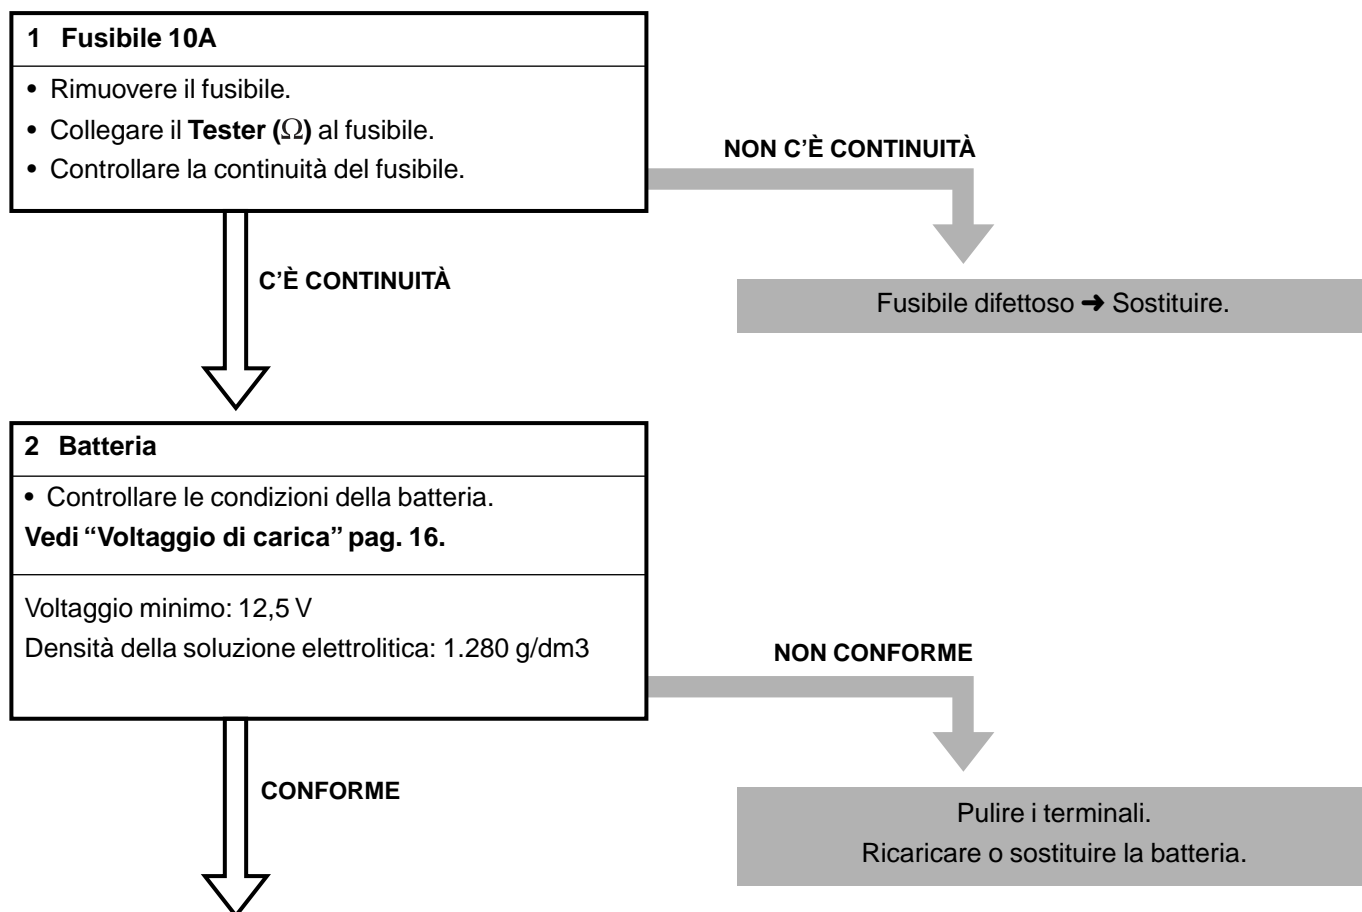 1 Fusibile 10A
• Rimuovere il fusibile.
• Collegare il Tester (Ω) al fusibile.
• Controllare la continuità del fusibile.
NON C’È CONTINUITÀ
C’È CONTINUITÀ
Fusibile difettoso ➜ Sostituire.
2 Batteria
• Controllare le condizioni della batteria.
Vedi “Voltaggio di carica” pag. 16.
Voltaggio minimo: 12,5 V
Densità della soluzione elettrolitica: 1.280 g/dm3
NON CONFORME
CONFORME
Pulire i terminali.
Ricaricare o sostituire la batteria.